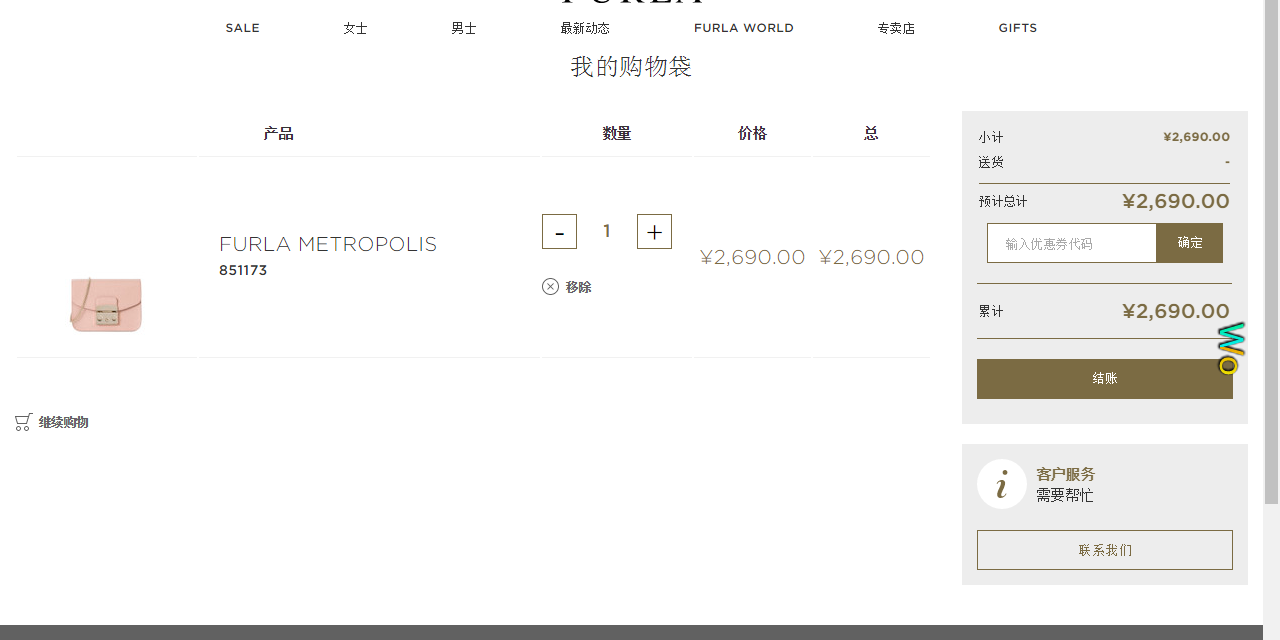 FURLA
SALE 女士 男士 最新动态 FURLA WORLD 专卖店 GIFTS
我的购物袋
产品 数量 价格 总
FURLA METROPOLIS
851173
- 1 +
移除
¥2,690.00 ¥2,690.00
继续购物
小计 ¥2,690.00
送货 -
预计总计 ¥2,690.00
输入优惠券代码 确定
累计 ¥2,690.00
Wo
结账
i
客户服务
需要帮忙
联系我们